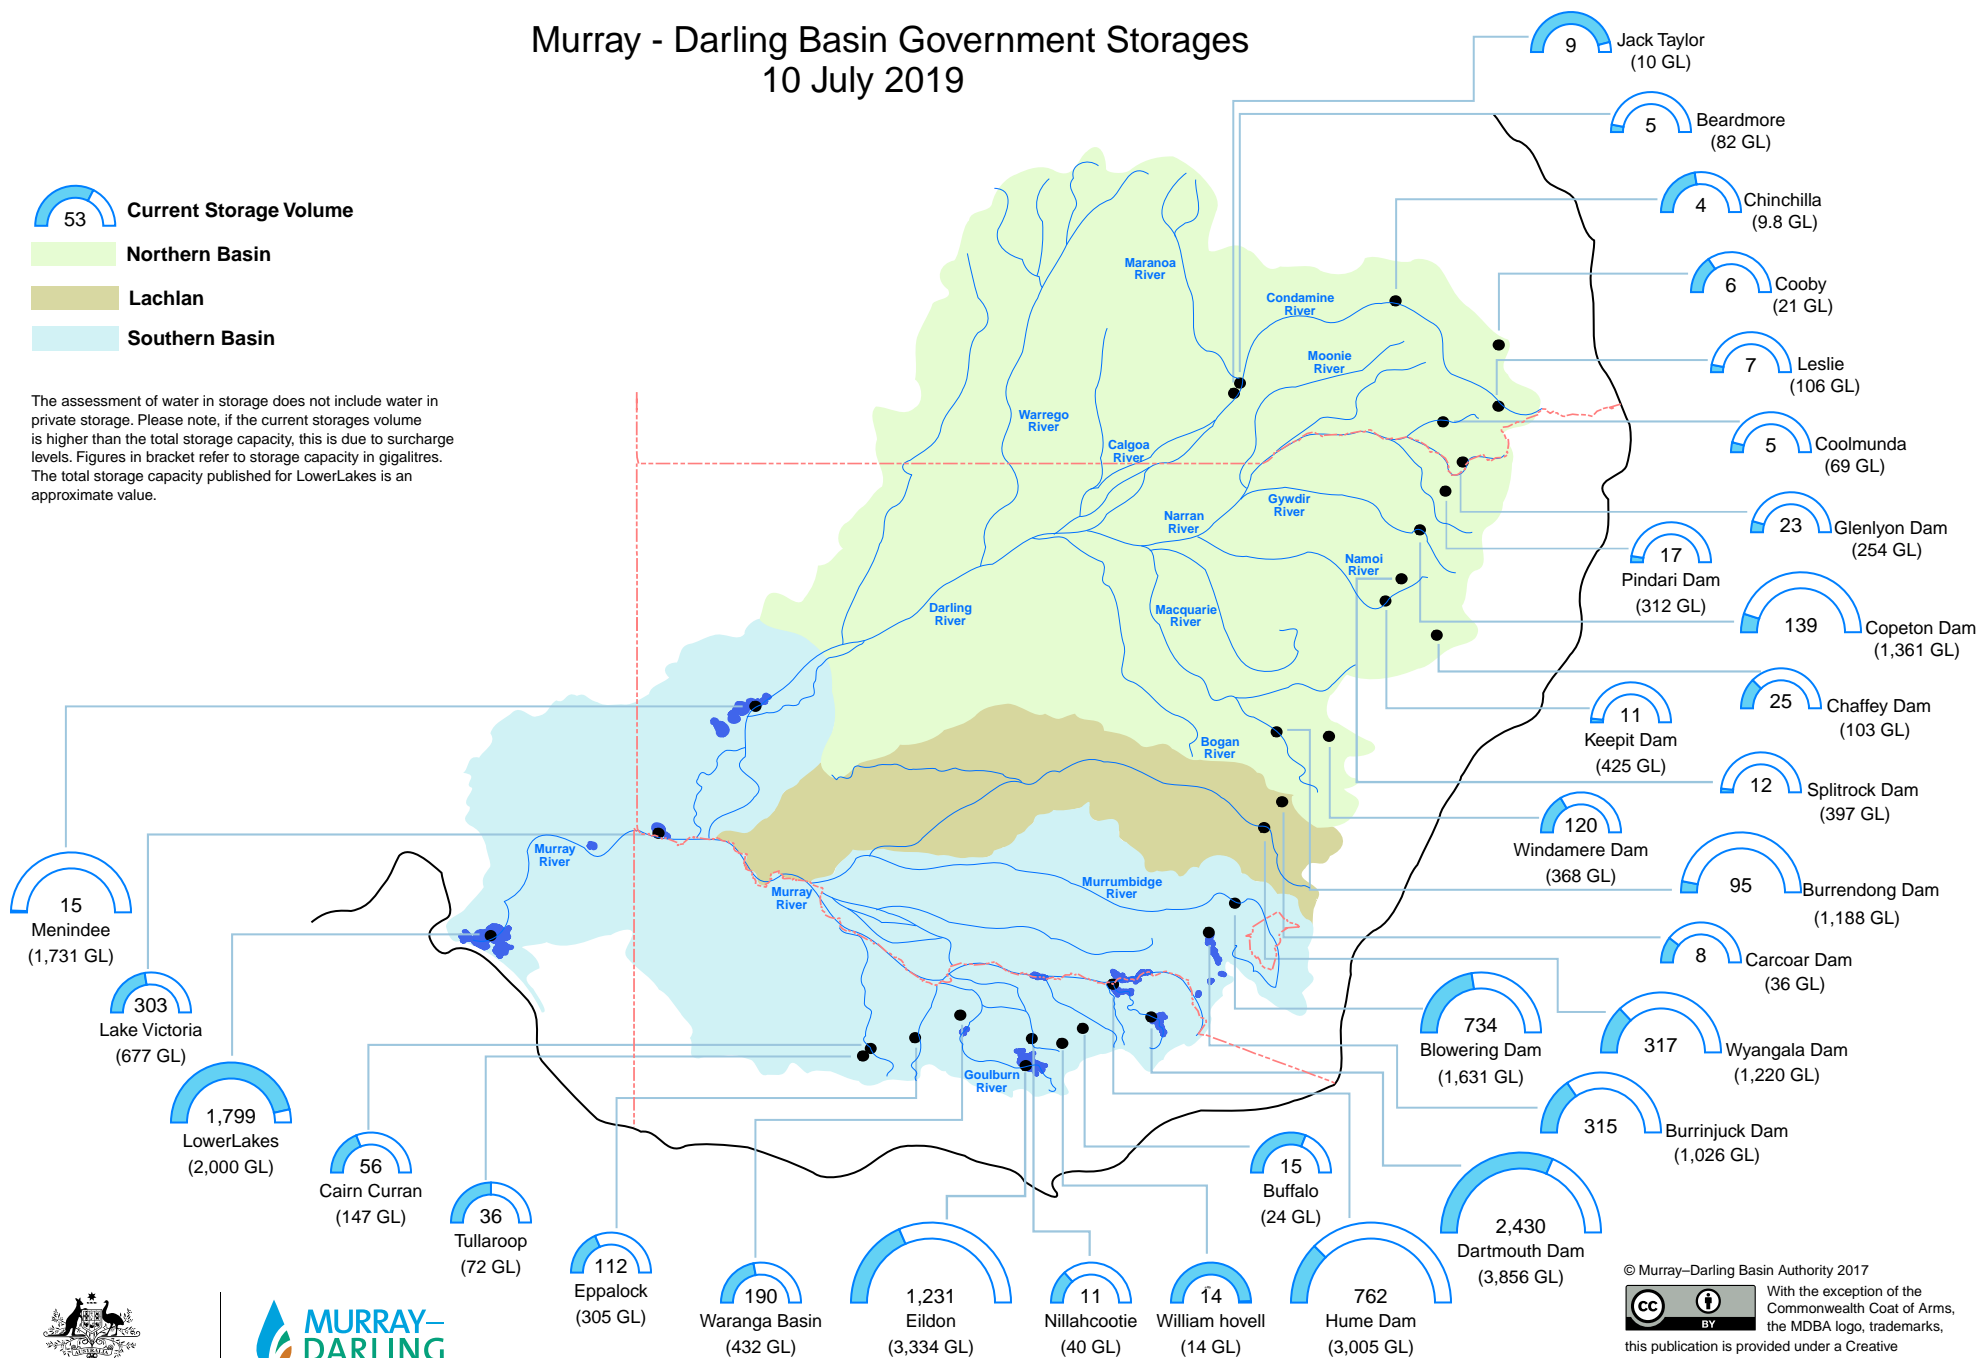 Murray - Darling Basin Government Storages
10 July 2019
53
Current Storage Volume
Northern Basin
Lachlan
Southern Basin
The assessment of water in storage does not include water in
private storage. Please note, if the current storages volume
is higher than the total storage capacity, this is due to surcharge
levels. Figures in bracket refer to storage capacity in gigalitres.
The total storage capacity published for LowerLakes is an
approximate value.
9
Jack Taylor
(10 GL)
5
Beardmore
(82 GL)
4
Chinchilla
(9.8 GL)
6
Cooby
(21 GL)
7
Leslie
(106 GL)
5
Coolmunda
(69 GL)
23
Glenlyon Dam
(254 GL)
17
Pindari Dam
(312 GL)
139
Copeton Dam
(1,361 GL)
25
Chaffey Dam
(103 GL)
11
Keepit Dam
(425 GL)
12
Splitrock Dam
(397 GL)
120
Windamere Dam
(368 GL)
95
Burrendong Dam
(1,188 GL)
8
Carcoar Dam
(36 GL)
734
Blowering Dam
(1,631 GL)
317
Wyangala Dam
(1,220 GL)
315
Burrinjuck Dam
(1,026 GL)
2,430
Dartmouth Dam
(3,856 GL)
Maranoa
River
Condamine
River
Moonie
River
Warrego
River
Calgoa
River
Gywdir
River
Narran
River
Namoi
River
Darling
River
Macquarie
River
Bogan
River
Murray
River
Murray
River
Murrumbidge
River
Goulburn
River
15
Menindee
(1,731 GL)
303
Lake Victoria
(677 GL)
1,799
LowerLakes
(2,000 GL)
56
Cairn Curran
(147 GL)
36
Tullaroop
(72 GL)
112
Eppalock
(305 GL)
190
Waranga Basin
(432 GL)
1,231
Eildon
(3,334 GL)
11
Nillahcootie
(40 GL)
14
William hovell
(14 GL)
15
Buffalo
(24 GL)
762
Hume Dam
(3,005 GL)
AUSTRALIA
MURRAY–
DARLING
© Murray–Darling Basin Authority 2017
cc
BY
With the exception of the
Commonwealth Coat of Arms,
the MDBA logo, trademarks,
this publication is provided under a Creative